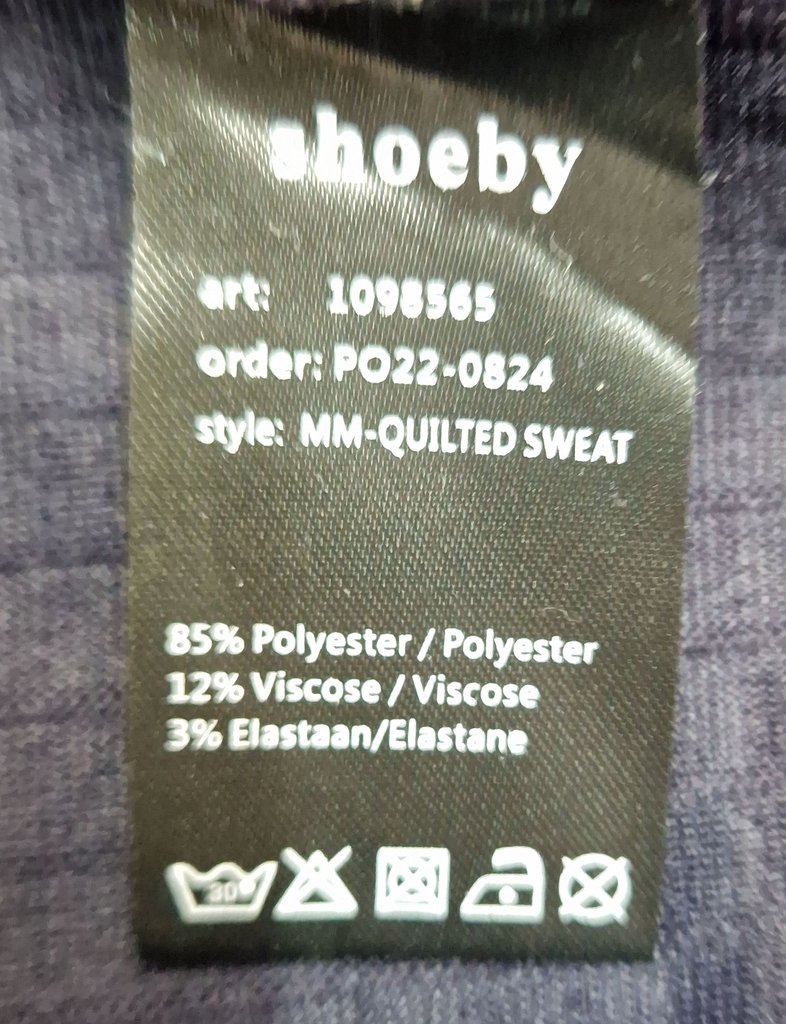 shoeby
art: 1098565
order: PO22-0824
style: MM-QUILTED SWEAT
85% Polyester / Polyester
12% Viscose / Viscose
3% Elastaan/Elastane
30°